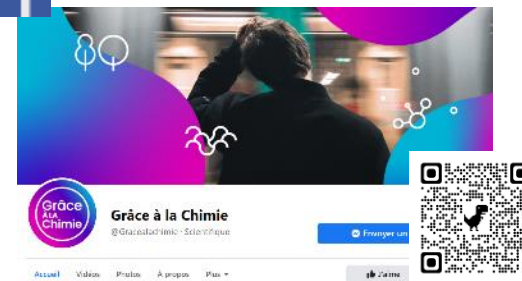 Grâce
À LA
Chimie
Grâce à la Chimie
@Gracealachimie · Scientifique
Envoyer un
Accueil Vidéos Photos À propos Plus
J'aime